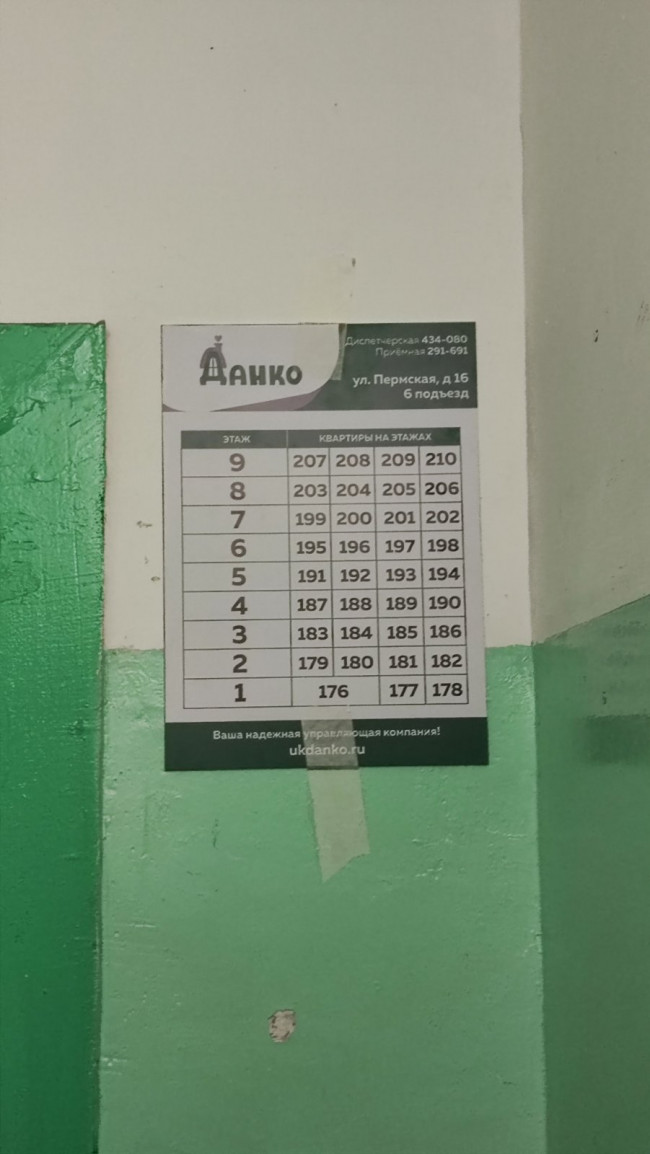 Данко
Диспетчерская 434-080
Приёмная 291-691
ул. Пермская, д 16
6 подъезд
ЭТАЖ КВАРТИРЫ НА ЭТАЖАХ
9 207 208 209 210
8 203 204 205 206
7 199 200 201 202
6 195 196 197 198
5 191 192 193 194
4 187 188 189 190
3 183 184 185 186
2 179 180 181 182
1 176 177 178
Ваша надежная управляющая компания!
ukdanko.ru